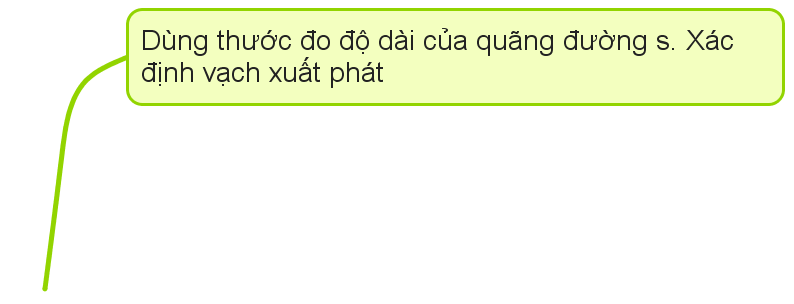 Dùng thước đo độ dài của quãng đường s. Xác
định vạch xuất phát